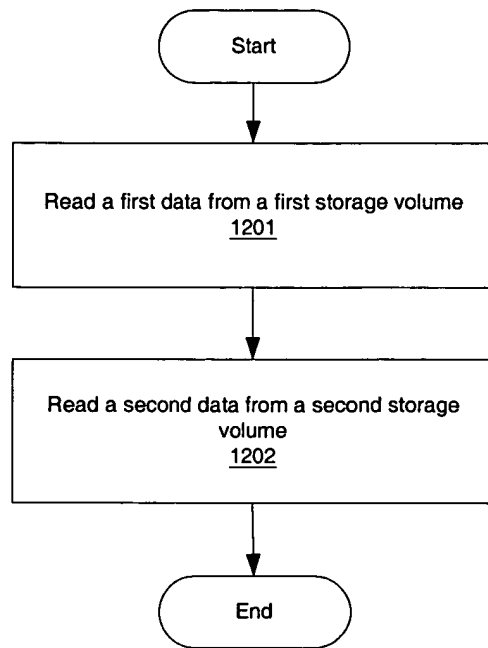 Start
Read a first data from a first storage volume
1201
Read a second data from a second storage
volume
1202
End